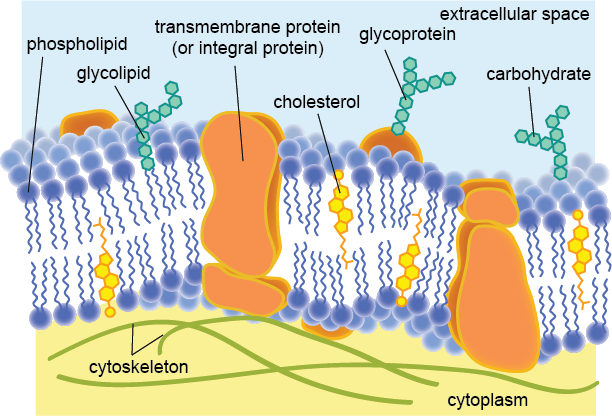 extracellular space
transmembrane protein
(or integral protein)
glycoprotein
phospholipid
glycolipid
carbohydrate
cholesterol
cytoskeleton
cytoplasm